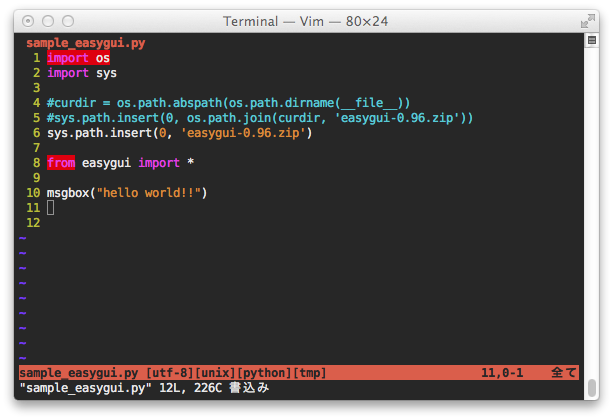 Terminal — Vim — 80×24
sample_easygui.py
1 import os
2 import sys
3
4 #curdir = os.path.abspath(os.path.dirname(__file__))
5 #sys.path.insert(0, os.path.join(curdir, 'easygui-0.96.zip'))
6 sys.path.insert(0, 'easygui-0.96.zip')
7
8 from easygui import *
9
10 msgbox("hello world!!")
11
12
~
~
~
~
~
~
~
~
~
sample_easygui.py [utf-8][unix][python][tmp] 11,0-1 全て
"sample_easygui.py" 12L, 226C 書込み